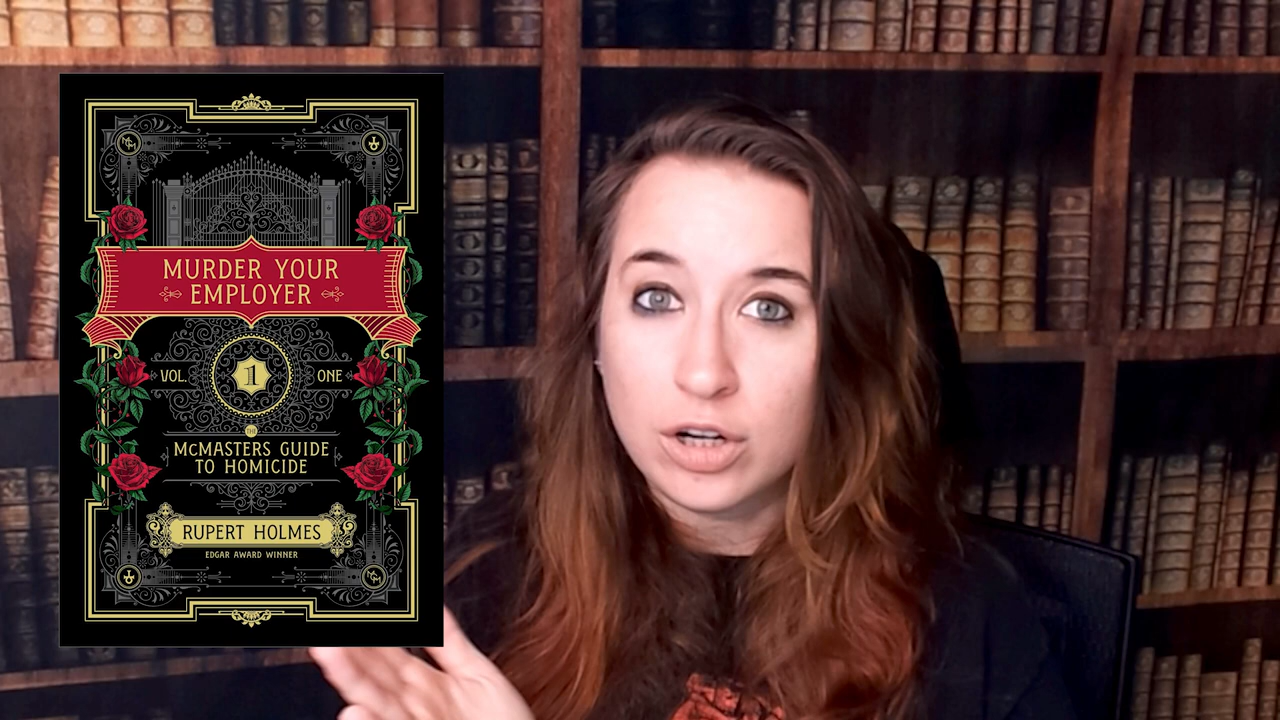 MURDER YOUR
EMPLOYER
VOL. 1 ONE
THE
MCMASTERS GUIDE
TO HOMICIDE
RUPERT HOLMES
EDGAR AWARD WINNER